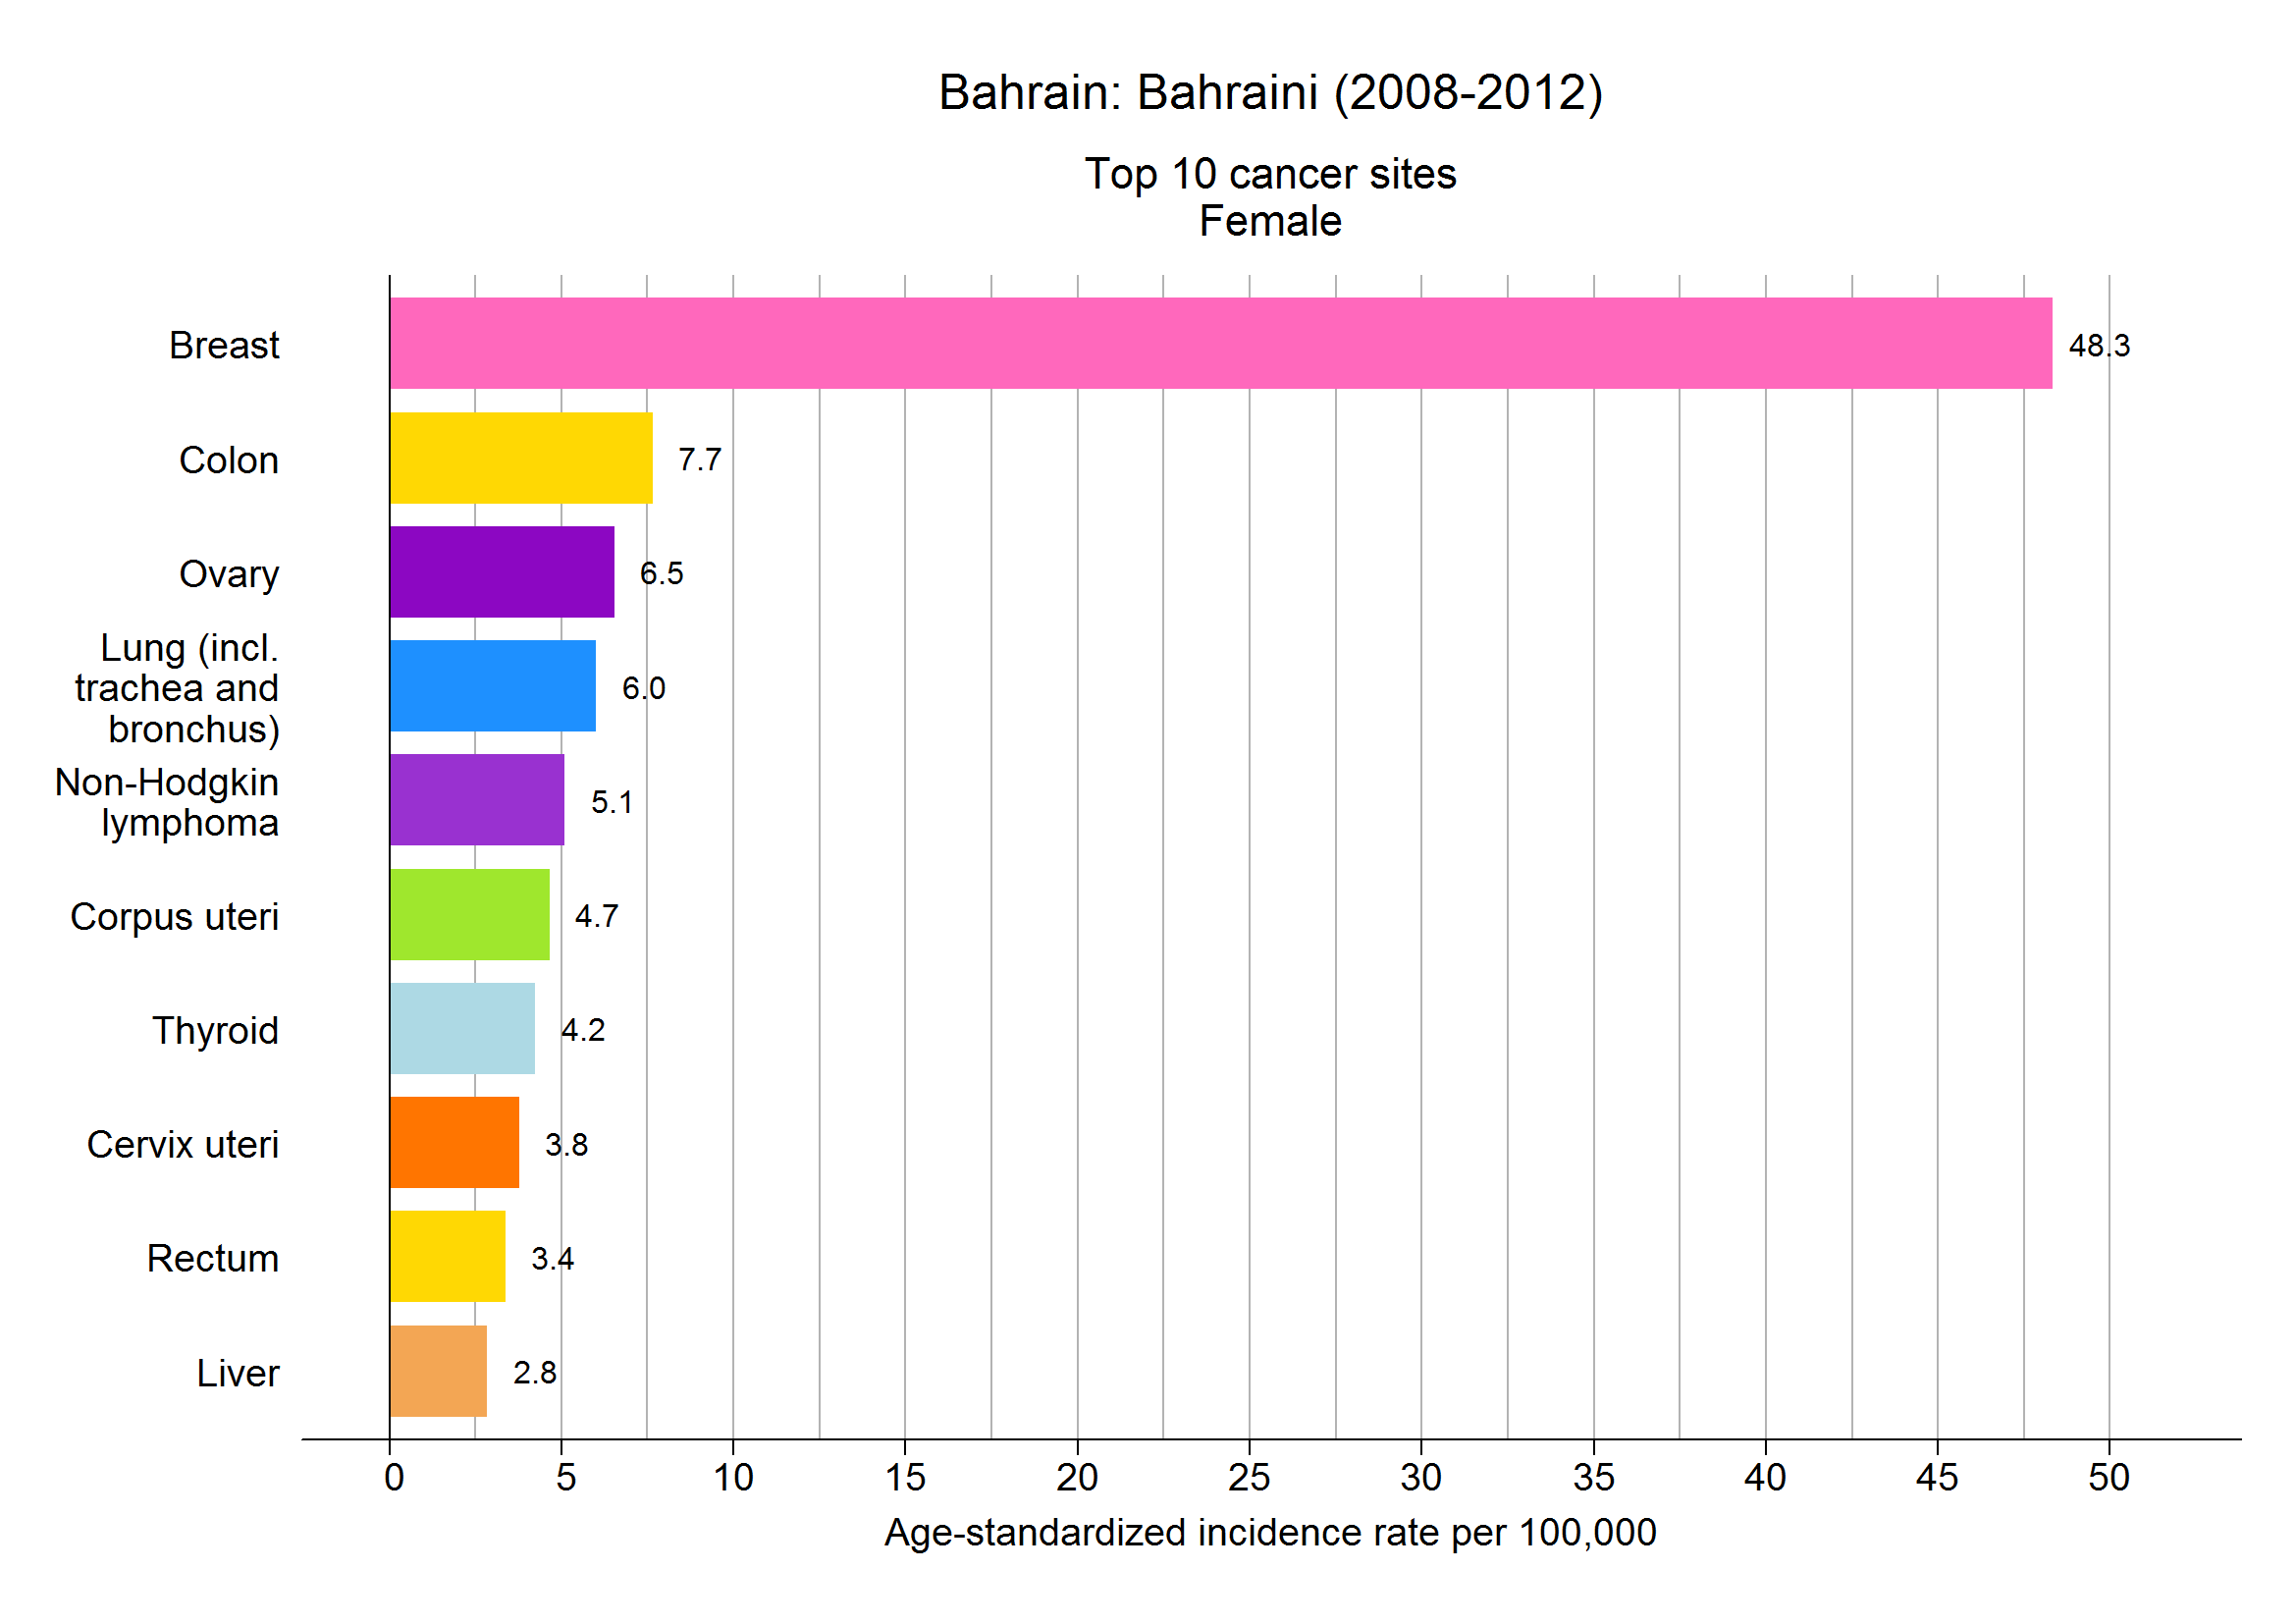 Bahrain: Bahraini (2008-2012)
Top 10 cancer sites
Female
Breast
48.3
Colon
7.7
Ovary
6.5
Lung (incl.
trachea and
bronchus)
6.0
Non-Hodgkin
lymphoma
5.1
Corpus uteri
4.7
Thyroid
4.2
Cervix uteri
3.8
Rectum
3.4
Liver
2.8
0 5 10 15 20 25 30 35 40 45 50
Age-standardized incidence rate per 100,000